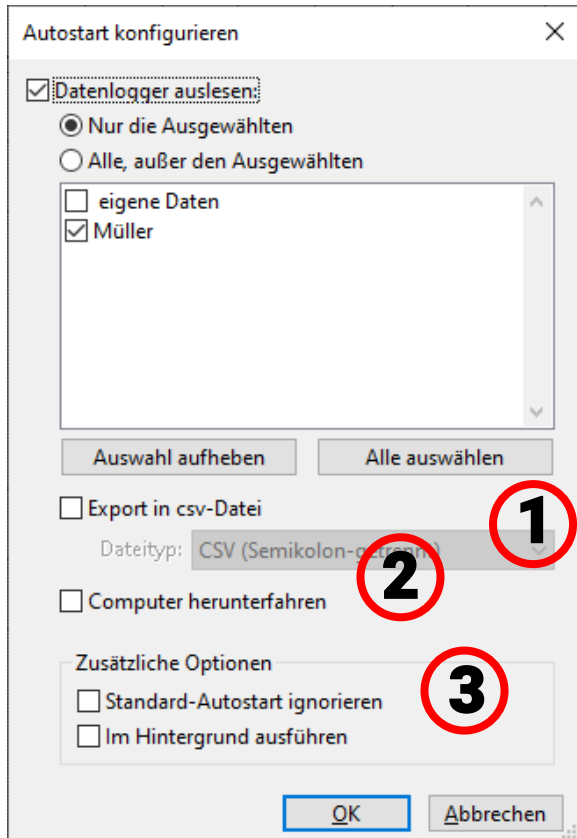 Autostart konfigurieren
Datenlogger auslesen:
Nur die Ausgewählten
Alle, außer den Ausgewählten
eigene Daten
Müller
Auswahl aufheben Alle auswählen
Export in csv-Datei
1
Dateityp: CSV (Semikolon-getrennt)
2
Computer herunterfahren
Zusätzliche Optionen
3
Standard-Autostart ignorieren
Im Hintergrund ausführen
OK Abbrechen